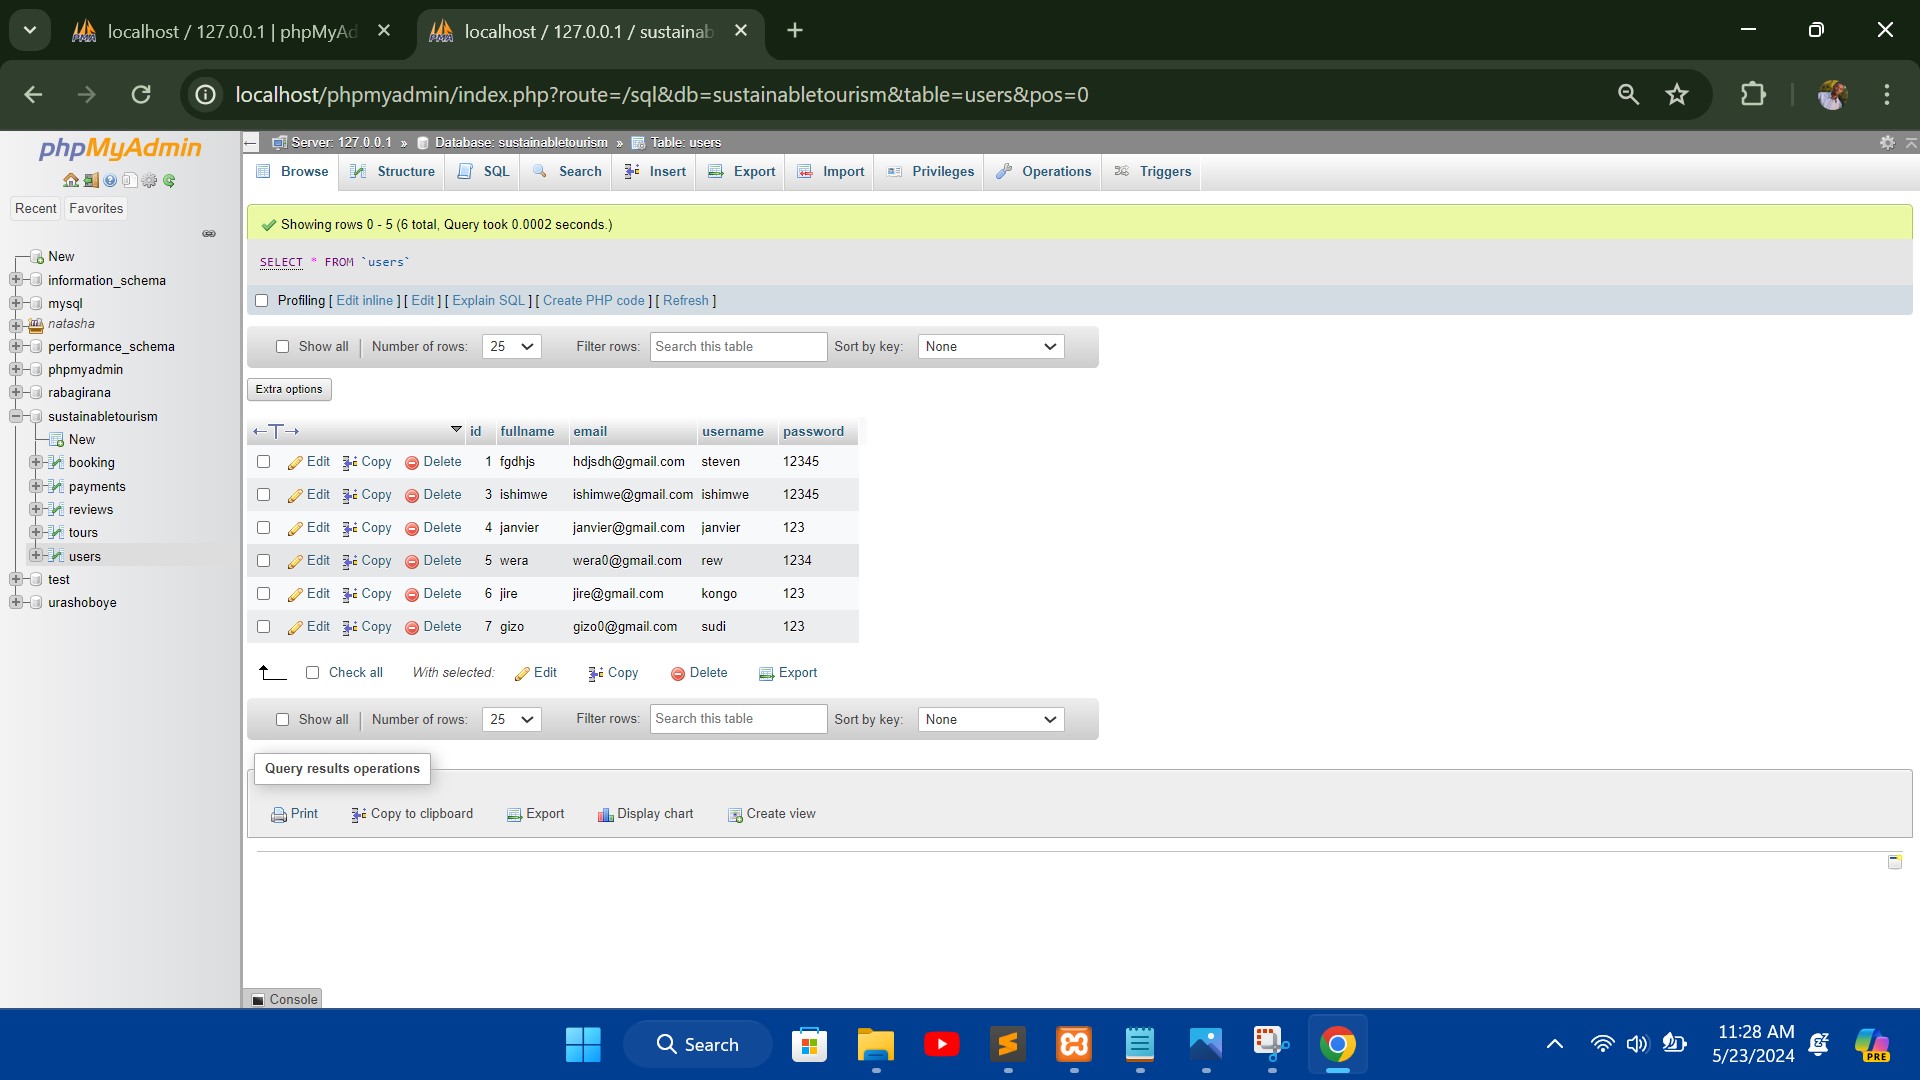 localhost / 127.0.0.1 | phpMyAd
localhost / 127.0.0.1 / sustainab
localhost/phpmyadmin/index.php?route=/sql&db=sustainabletourism&table=users&pos=0
phpMyAdmin
Recent Favorites
New
information_schema
mysql
natasha
performance_schema
phpmyadmin
rabagirana
sustainabletourism
New
booking
payments
reviews
tours
users
test
urashoboye
Server: 127.0.0.1 » Database: sustainabletourism » Table: users
Browse Structure SQL Search Insert Export Import Privileges Operations Triggers
Showing rows 0 - 5 (6 total, Query took 0.0002 seconds.)
SELECT * FROM `users`
Profiling [ Edit inline ] [ Edit ] [ Explain SQL ] [ Create PHP code ] [ Refresh ]
Show all | Number of rows: 25 Filter rows: Search this table Sort by key: None
Extra options
←T→ id fullname email username password
Edit Copy Delete 1 fgdhjs hdjsdh@gmail.com steven 12345
Edit Copy Delete 3 ishimwe ishimwe@gmail.com ishimwe 12345
Edit Copy Delete 4 janvier janvier@gmail.com janvier 123
Edit Copy Delete 5 wera wera0@gmail.com rew 1234
Edit Copy Delete 6 jire jire@gmail.com kongo 123
Edit Copy Delete 7 gizo gizo0@gmail.com sudi 123
Check all With selected: Edit Copy Delete Export
Show all | Number of rows: 25 Filter rows: Search this table Sort by key: None
Query results operations
Print Copy to clipboard Export Display chart Create view
Console
Search
11:28 AM
5/23/2024
PRE